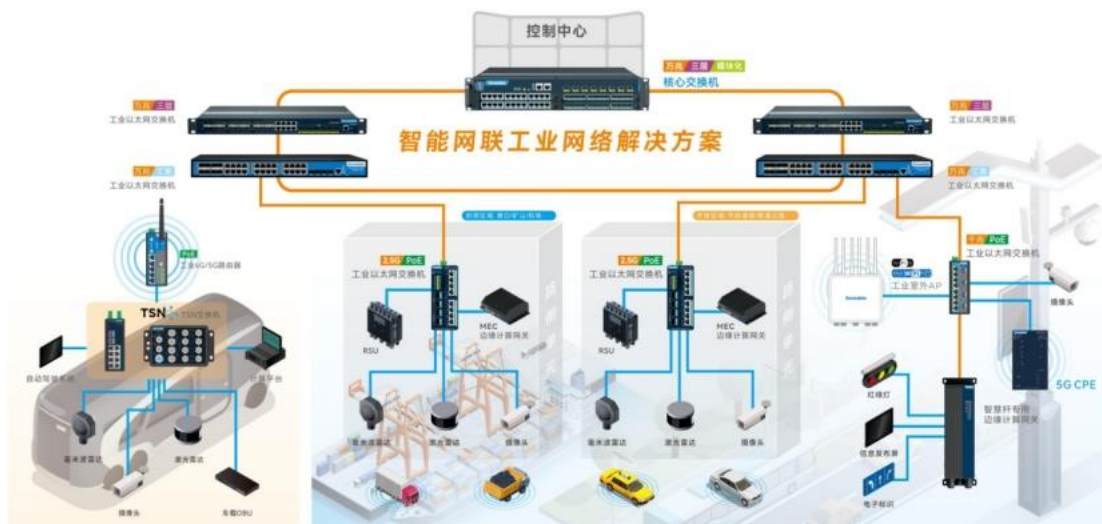 控制中心
万兆 三层 模块化
核心交换机
万兆 三层
工业以太网交换机
万兆 三层
工业以太网交换机
智能网联工业网络解决方案
工业以太网交换机
工业以太网交换机
PoE
工业4G/5G路由器
2.5G PoE
工业以太网交换机
2.5G PoE
工业以太网交换机
千兆 PoE
工业以太网交换机
工业室外AP
摄像头
TSN
TSN交换机
RSU
MEC
边缘计算网关
RSU
MEC
边缘计算网关
5G CPE
红绿灯
智慧杆专用
边缘计算网关
信息发布屏
电子标识
毫米波雷达
激光雷达
摄像头
车载OBU
毫米波雷达
激光雷达
摄像头
毫米波雷达
激光雷达
摄像头